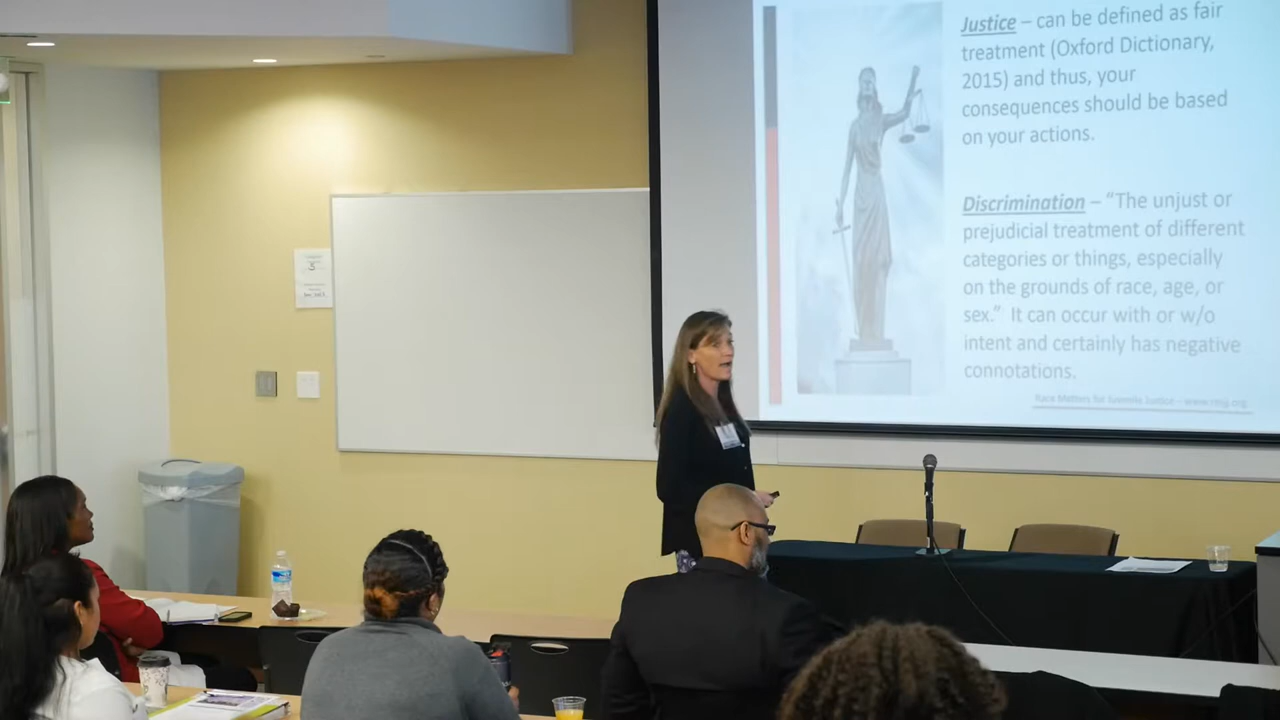 Justice – can be defined as fair
treatment (Oxford Dictionary,
2015) and thus, your
consequences should be based
on your actions.
Discrimination – "The unjust or
prejudicial treatment of different
categories or things, especially
on the grounds of race, age, or
sex." It can occur with or w/o
intent and certainly has negative
connotations.
Race Matters for Juvenile Justice – www.rmjj.org